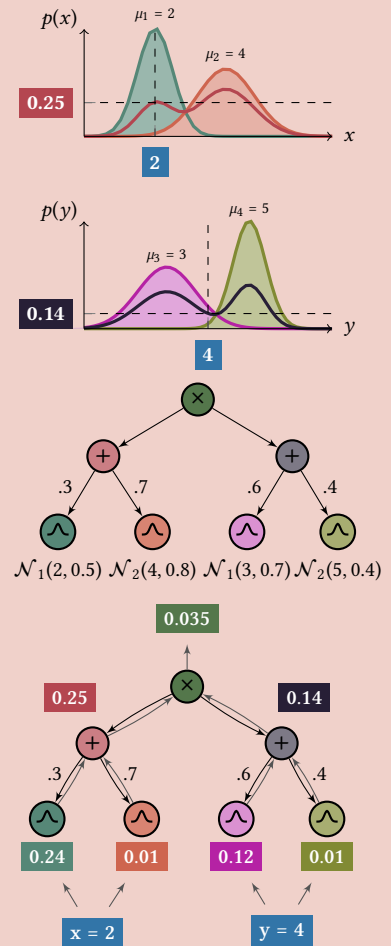 p(x)
μ₁ = 2
μ₂ = 4
0.25
x
2
p(y)
μ₄ = 5
μ₃ = 3
0.14
y
4
×
+ +
.3 .7 .6 .4
𝒩₁(2, 0.5) 𝒩₂(4, 0.8) 𝒩₁(3, 0.7) 𝒩₂(5, 0.4)
0.035
×
0.25 0.14
+ +
.3 .7 .6 .4
0.24 0.01 0.12 0.01
x = 2 y = 4